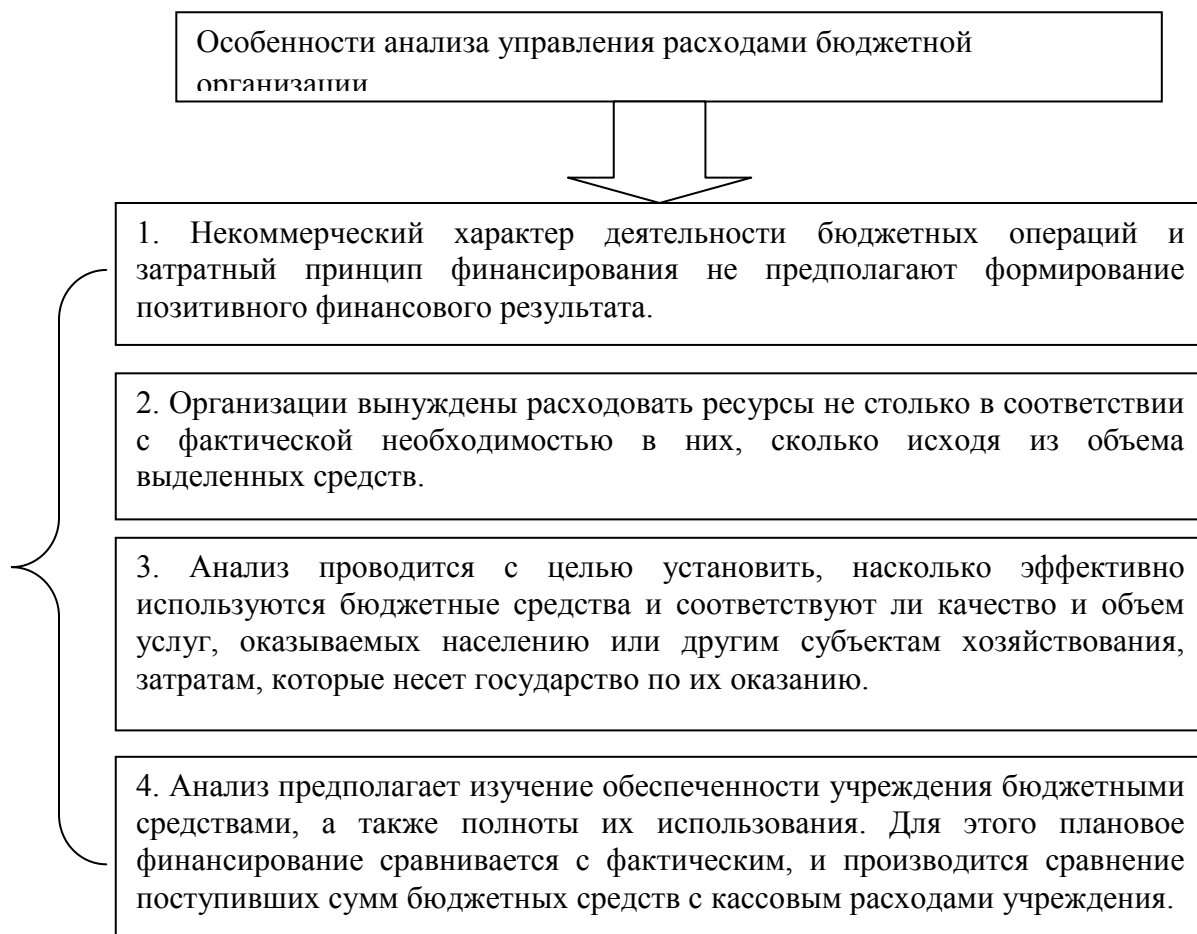 Особенности анализа управления расходами бюджетной
организации
1. Некоммерческий характер деятельности бюджетных операций и
затратный принцип финансирования не предполагают формирование
позитивного финансового результата.
2. Организации вынуждены расходовать ресурсы не столько в соответствии
с фактической необходимостью в них, сколько исходя из объема
выделенных средств.
3. Анализ проводится с целью установить, насколько эффективно
используются бюджетные средства и соответствуют ли качество и объем
услуг, оказываемых населению или другим субъектам хозяйствования,
затратам, которые несет государство по их оказанию.
4. Анализ предполагает изучение обеспеченности учреждения бюджетными
средствами, а также полноты их использования. Для этого плановое
финансирование сравнивается с фактическим, и производится сравнение
поступивших сумм бюджетных средств с кассовым расходами учреждения.